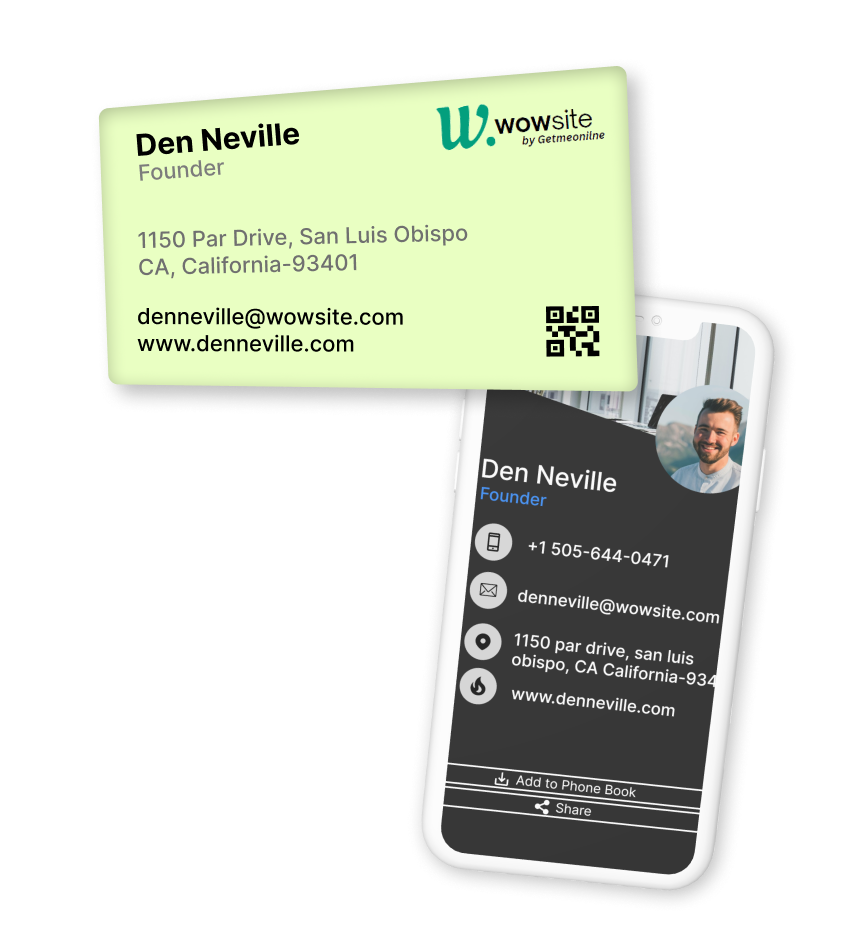 Den Neville
Founder
W. wowsite
by Getmeonilne
1150 Par Drive, San Luis Obispo
CA, California-93401
denneville@wowsite.com
www.denneville.com
Den Neville
Founder
+1 505-644-0471
denneville@wowsite.com
1150 par drive, san luis
obispo, CA California-934
www.denneville.com
Add to Phone Book
Share